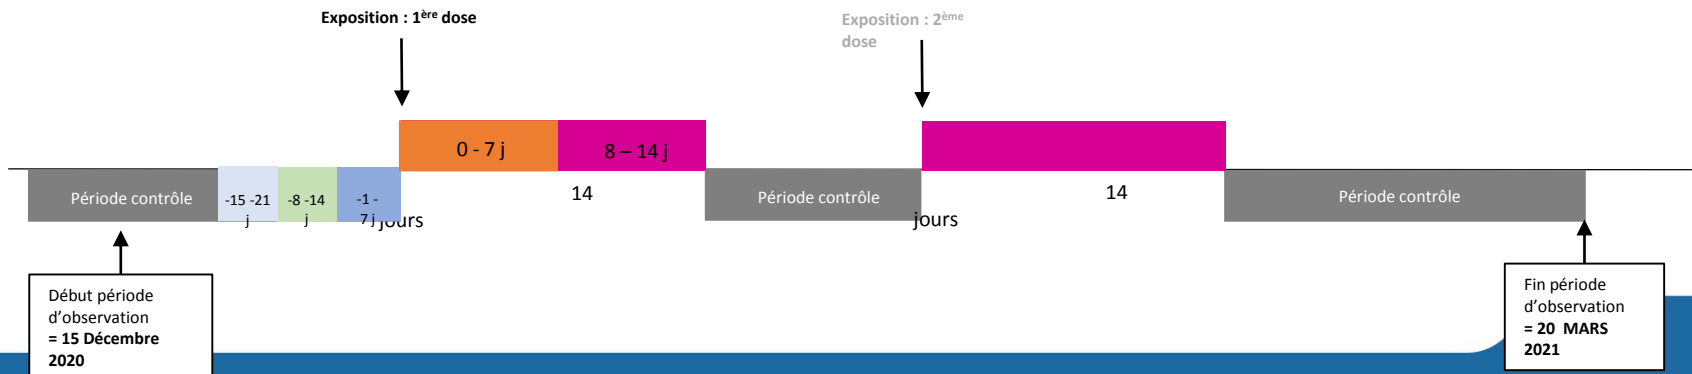 Exposition : 1ère dose
Exposition : 2ème
dose
0 - 7 j
8 – 14 j
Période contrôle
-15 -21
j
-8 -14
j
-1 -
7 j
14
jours
Période contrôle
14
jours
Période contrôle
Début période
d’observation
= 15 Décembre
2020
Fin période
d’observation
= 20 MARS
2021